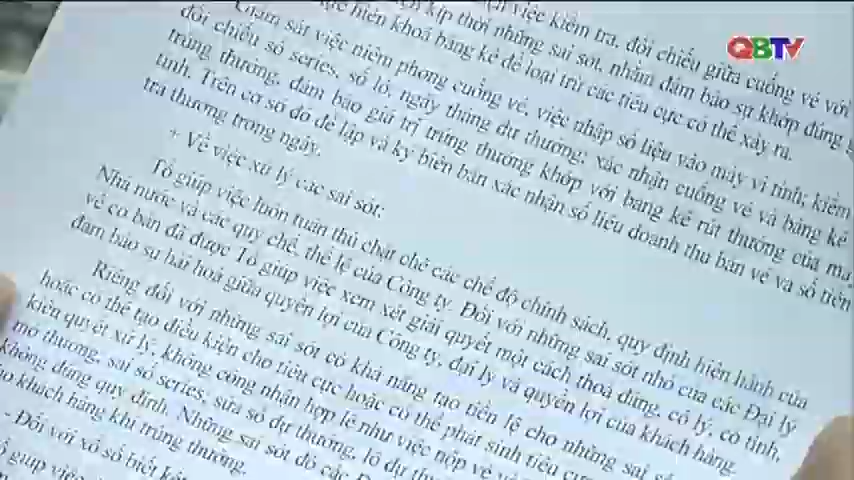 QBTV
việc kiểm tra, đối chiếu giữa cuống vé với
kịp thời những sai sót, nhằm đảm bảo sự khớp đúng
hiện khoá bảng kê để loại trừ các tiêu cực có thể xảy ra.
Giám sát việc niêm phong cuống vé, việc nhập số liệu vào máy vi tính; kiểm
đối chiếu số series, số lô, ngày tháng dự thưởng; xác nhận cuống vé và bảng kê
trúng thưởng, đảm bảo giá trị trúng thưởng khớp với bảng kê rút thưởng của máy
tính. Trên cơ sở đó để lập và ký biên bản xác nhận số liệu doanh thu bán vé và số tiền
trả thưởng trong ngày.
+ Về việc xử lý các sai sót:
Tổ giúp việc luôn tuân thủ chặt chẽ các chế độ chính sách, quy định hiện hành của
Nhà nước và các quy chế, thể lệ của Công ty. Đối với những sai sót nhỏ của các Đại lý
về cơ bản đã được Tổ giúp việc xem xét giải quyết một cách thoả đáng, có lý, có tình,
đảm bảo sự hài hoà giữa quyền lợi của Công ty, đại lý và quyền lợi của khách hàng.
Riêng đối với những sai sót có khả năng tạo tiền lệ cho những sai số
hoặc có thể tạo điều kiện cho tiêu cực hoặc có thể phát sinh tiêu cực
kiên quyết xử lý, không công nhận hợp lệ như việc nộp vé về
mở thưởng, sai số series, sửa số dự thưởng, lô dự
không đúng quy định. Những sai sót đó các
cho khách hàng khi trúng thưởng.
- Đối với xổ số biết kết
giúp việc